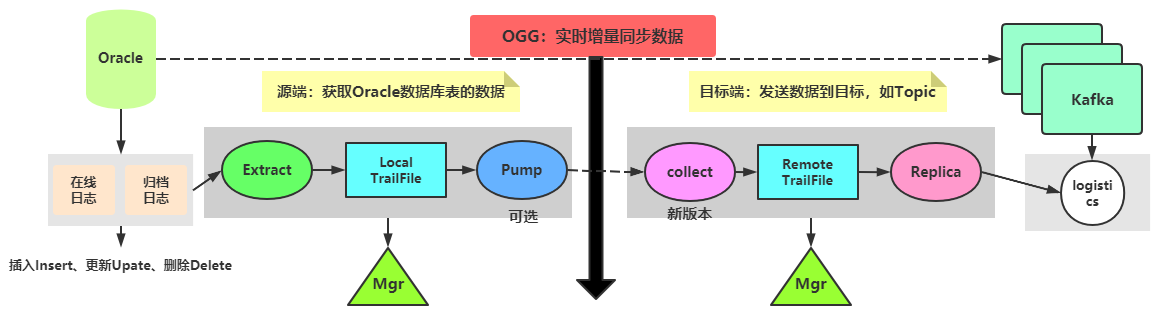 OGG：实时增量同步数据
Oracle
源端：获取Oracle数据库表的数据
目标端：发送数据到目标，如Topic
Kafka
在线
日志
归档
日志
Extract
Local
TrailFile
Pump
可选
collect
新版本
Remote
TrailFile
Replica
logisti
cs
插入Insert、更新Upate、删除Delete
Mgr
Mgr